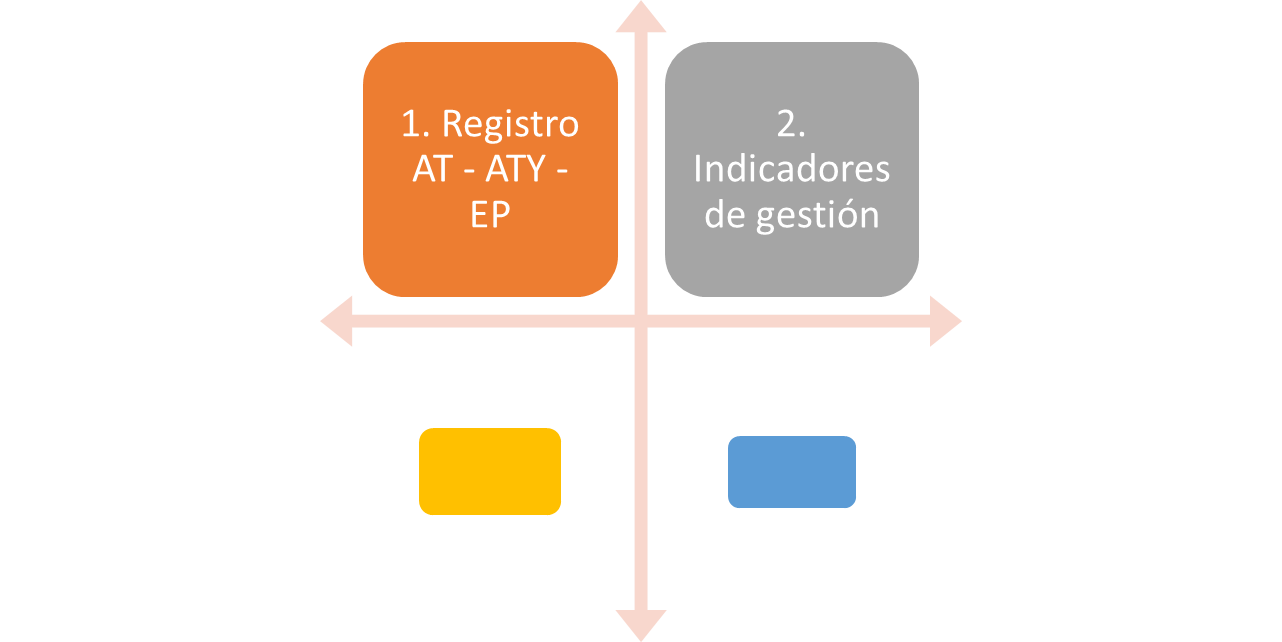 1. Registro
AT - ATY -
EP
2.
Indicadores
de gestión